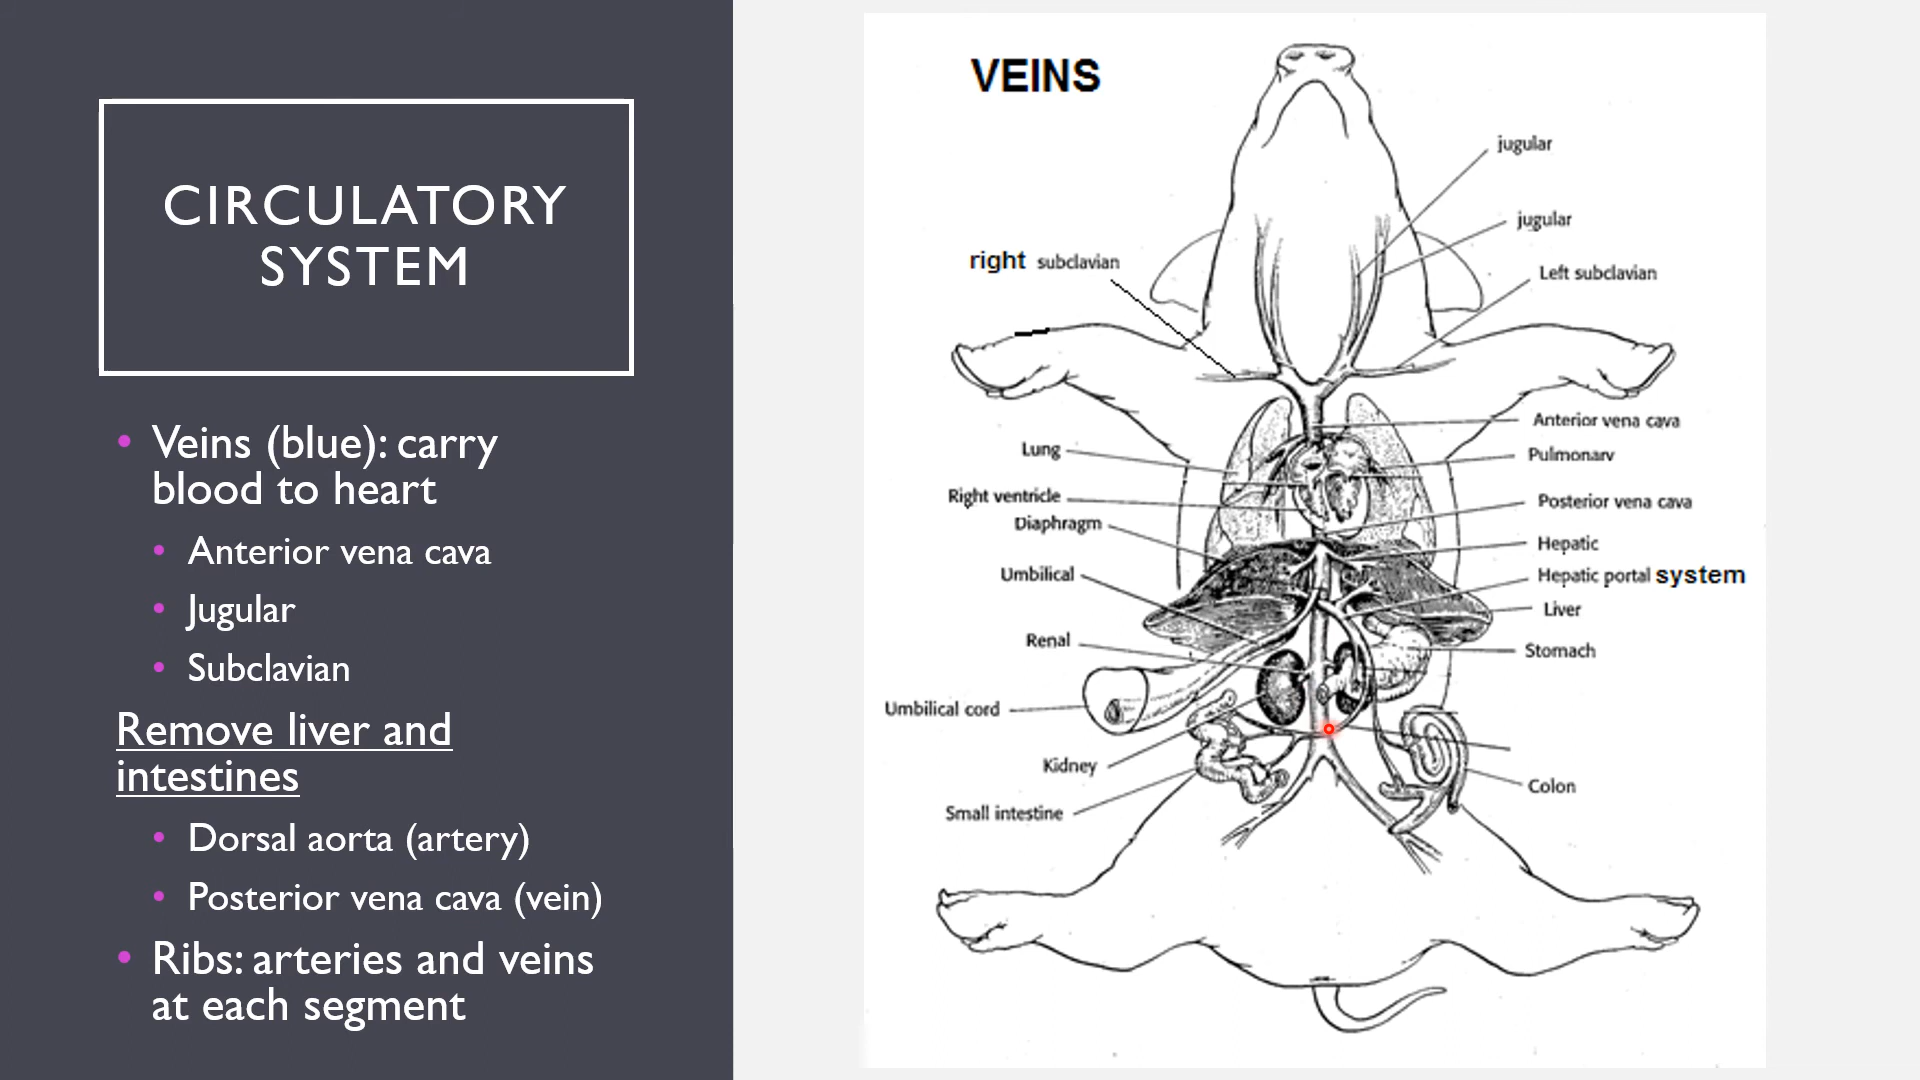 CIRCULATORY
SYSTEM
• Veins (blue): carry
blood to heart
• Anterior vena cava
• Jugular
• Subclavian
Remove liver and
intestines
• Dorsal aorta (artery)
• Posterior vena cava (vein)
• Ribs: arteries and veins
at each segment
VEINS
jugular
jugular
right subclavian
Left subclavian
Anterior vena cava
Lung
Pulmonary
Right ventricle
Posterior vena cava
Diaphragm
Hepatic
Umbilical
Hepatic portal system
Liver
Renal
Stomach
Umbilical cord
Kidney
Colon
Small intestine